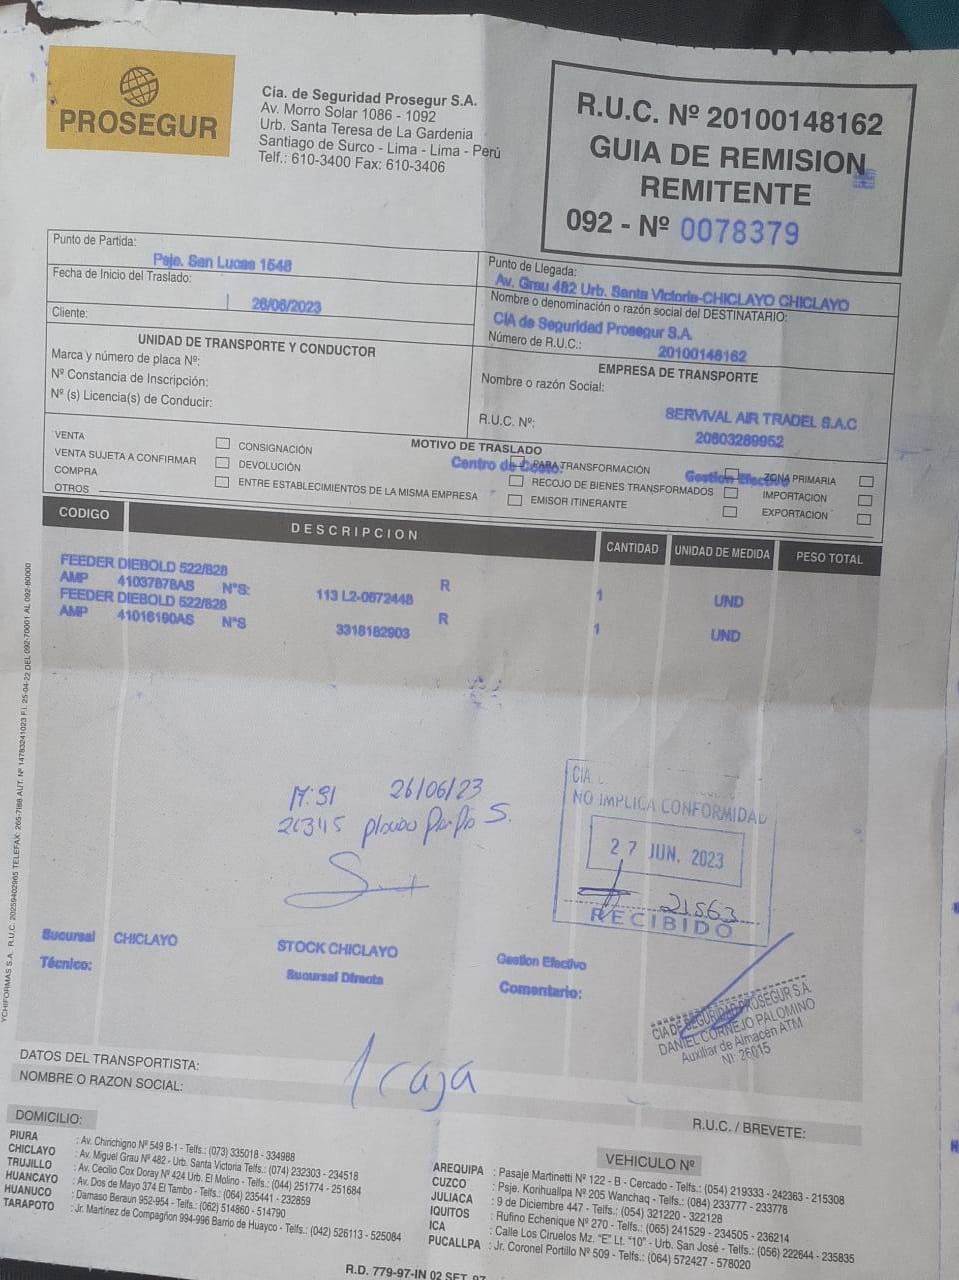 PROSEGUR
Cía. de Seguridad Prosegur S.A.
Av. Morro Solar 1086 - 1092
Urb. Santa Teresa de La Gardenia
Santiago de Surco - Lima - Lima - Perú
Telf.: 610-3400 Fax: 610-3406
R.U.C. Nº 20100148162
GUIA DE REMISION
REMITENTE
092 - Nº 0078379
Punto de Partida:
Psje. San Lucas 1548
Fecha de Inicio del Traslado:
26/06/2023
Cliente:
Punto de Llegada:
Av. Grau 482 Urb. Santa Victoria-CHICLAYO CHICLAYO
Nombre o denominación o razón social del DESTINATARIO:
CIA de Seguridad Prosegur S.A.
Número de R.U.C.: 20100148162
UNIDAD DE TRANSPORTE Y CONDUCTOR
Marca y número de placa Nº:
Nº Constancia de Inscripción:
Nº (s) Licencia(s) de Conducir:
EMPRESA DE TRANSPORTE
Nombre o razón Social:
SERVIVAL AIR TRADEL S.A.C
R.U.C. Nº: 20603289952
MOTIVO DE TRASLADO
VENTA
VENTA SUJETA A CONFIRMAR
COMPRA
OTROS
CONSIGNACIÓN
DEVOLUCIÓN
ENTRE ESTABLECIMIENTOS DE LA MISMA EMPRESA
Centro de Costo:
PARA TRANSFORMACIÓN
RECOJO DE BIENES TRANSFORMADOS
EMISOR ITINERANTE
Gestion Efectivo
ZONA PRIMARIA
IMPORTACION
EXPORTACION
CODIGO DESCRIPCION CANTIDAD UNIDAD DE MEDIDA PESO TOTAL
FEEDER DIEBOLD 522/828 R
AMP 41037878AS N°S: 113 L2-0672448 1 UND
FEEDER DIEBOLD 522/828 R
AMP 41016190AS N°S 3318182903 1 UND
26/06/23
26345
S.
CIA
NO IMPLICA CONFORMIDAD
27 JUN. 2023
21563
RECIBIDO
Sucursal CHICLAYO STOCK CHICLAYO Gestion Efectivo
Técnico: Sucursal Directa Comentario:
CIA DE SEGURIDAD PROSEGUR S.A.
DANIEL CORNEJO PALOMINO
Auxiliar de Almacén ATM
NI: 26015
1 caja
DATOS DEL TRANSPORTISTA:
NOMBRE O RAZON SOCIAL:
R.U.C. / BREVETE:
VEHICULO Nº
DOMICILIO:
PIURA : Av. Chirichigno Nº 549 B-1 - Telfs.: (073) 335018 - 334988
CHICLAYO : Av. Miguel Grau Nº 482 - Urb. Santa Victoria Telfs.: (074) 232303 - 234518
TRUJILLO : Av. Cecilio Cox Doray Nº 424 Urb. El Molino - Telfs.: (044) 251774 - 251684
HUANCAYO : Av. Dos de Mayo 374 El Tambo - Telfs.: (064) 235441 - 232859
HUANUCO : Damaso Beraun 952-954 - Telfs.: (062) 514860 - 514790
TARAPOTO : Jr. Martínez de Compagñon 994-996 Barrio de Huayco - Telfs.: (042) 526113 - 525084
AREQUIPA : Pasaje Martinetti Nº 122 - B - Cercado - Telfs.: (054) 219333 - 242363 - 215308
CUZCO : Psje. Korihuallpa Nº 205 Wanchaq - Telfs.: (084) 233777 - 233778
JULIACA : 9 de Diciembre 447 - Telfs.: (054) 321220 - 322128
IQUITOS : Rufino Echenique Nº 270 - Telfs.: (065) 241529 - 234505 - 236214
ICA : Calle Los Ciruelos Mz. "E" Lt. "10" - Urb. San José - Telfs.: (056) 222644 - 235835
PUCALLPA : Jr. Coronel Portillo Nº 509 - Telfs.: (064) 572427 - 578020
R.D. 779-97-IN 02 SET. 97